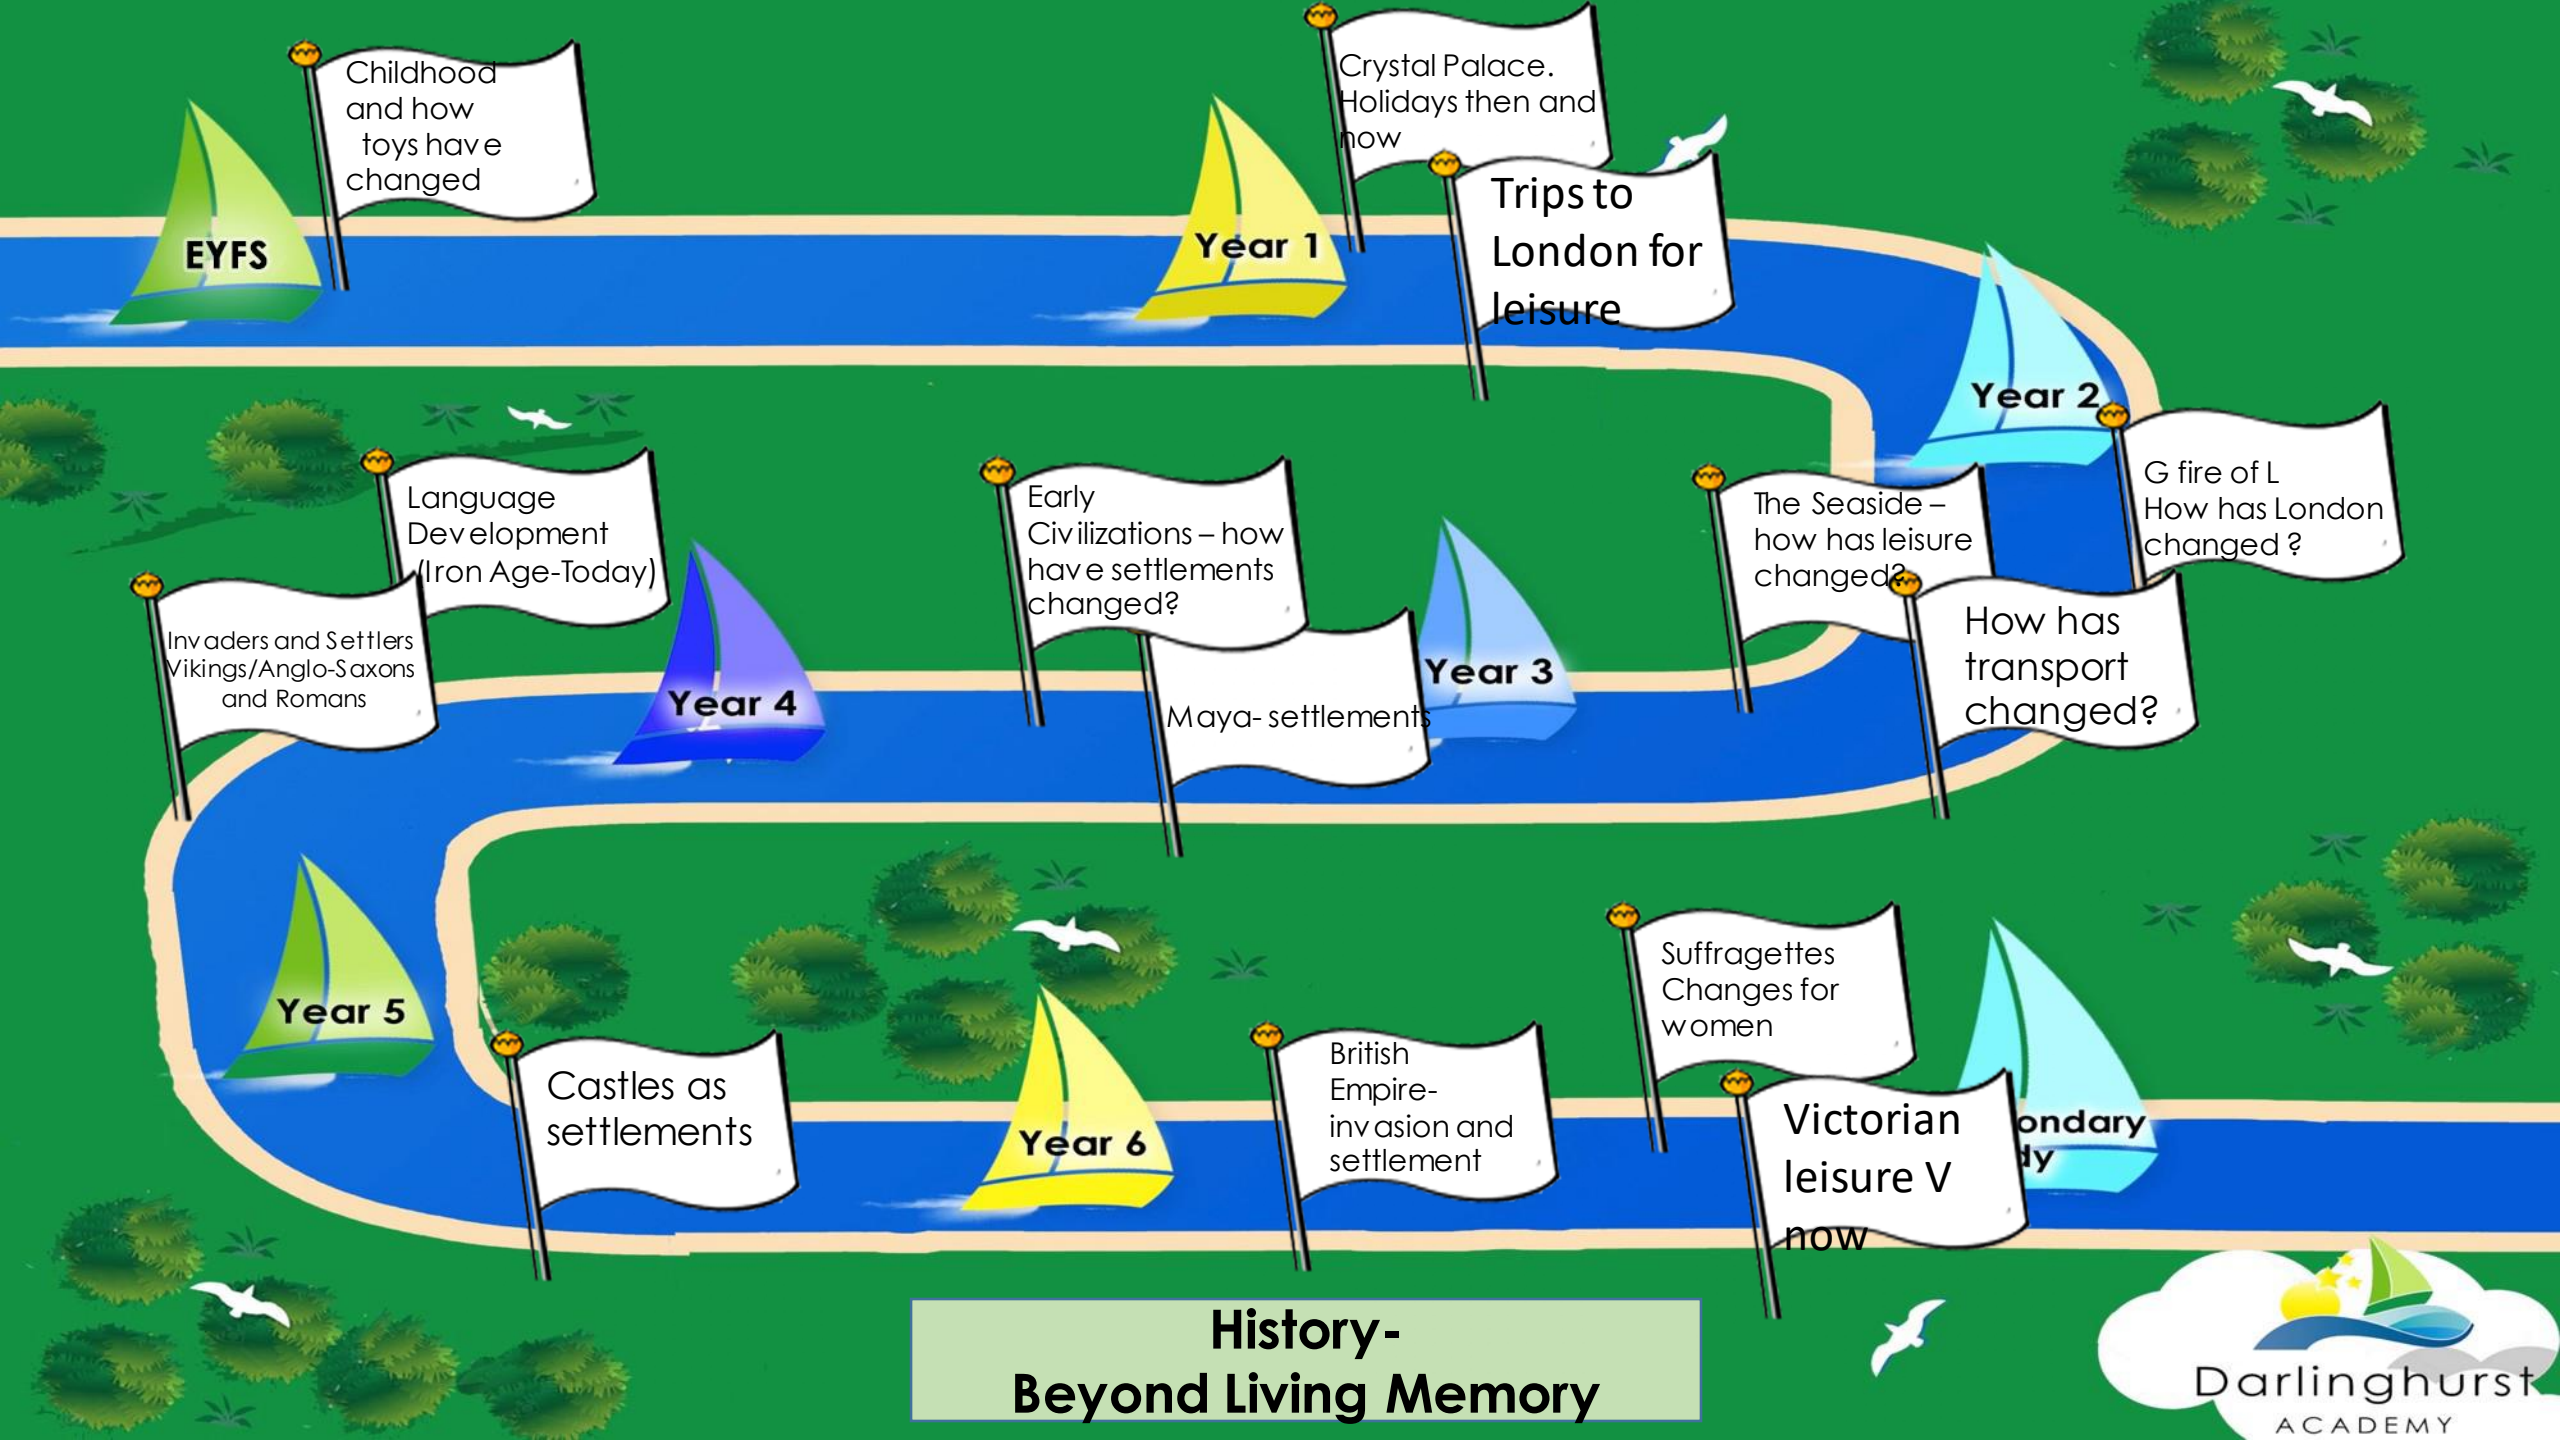 EYFS
Childhood
and how
toys have
changed
Year 1
Crystal Palace.
Holidays then and
now
Trips to
London for
leisure
Year 2
G fire of L
How has London
changed ?
The Seaside –
how has leisure
changed?
How has
transport
changed?
Year 3
Early
Civilizations – how
have settlements
changed?
Maya- settlements
Year 4
Language
Development
(Iron Age-Today)
Invaders and Settlers
Vikings/Anglo-Saxons
and Romans
Year 5
Castles as
settlements
Year 6
British
Empire-
invasion and
settlement
Suffragettes
Changes for
women
Victorian
leisure V
now
ondary
dy
History-
Beyond Living Memory
Darlinghurst
ACADEMY